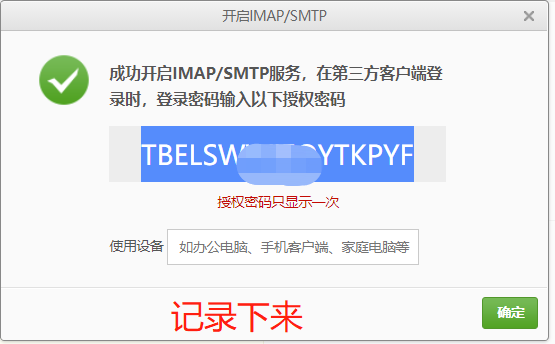 开启IMAP/SMTP
成功开启IMAP/SMTP服务，在第三方客户端登
录时，登录密码输入以下授权密码
授权密码只显示一次
使用设备 如办公电脑、手机客户端、家庭电脑等
记录下来
确定